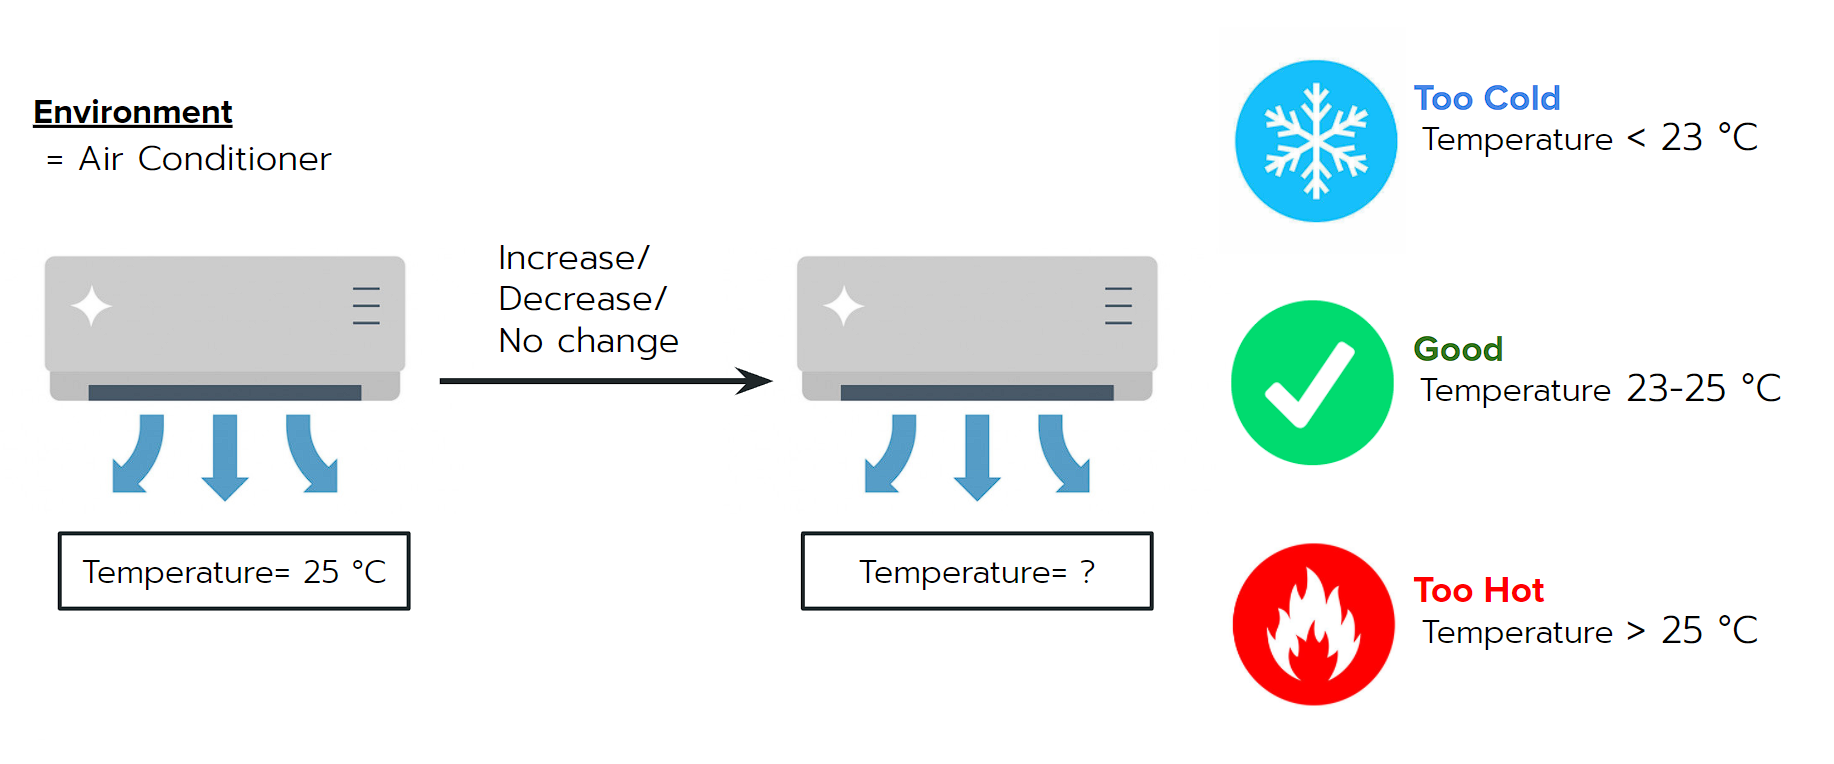 Environment
= Air Conditioner
Increase/
Decrease/
No change
Temperature= 25 °C
Temperature= ?
Too Cold
Temperature < 23 °C
Good
Temperature 23-25 °C
Too Hot
Temperature > 25 °C